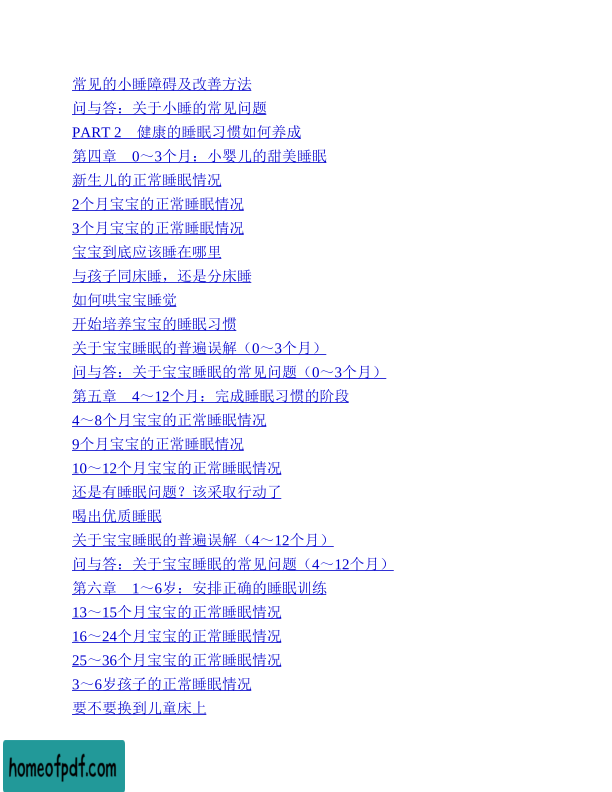 常见的小睡障碍及改善方法
问与答：关于小睡的常见问题
PART 2　健康的睡眠习惯如何养成
第四章　0～3个月：小婴儿的甜美睡眠
新生儿的正常睡眠情况
2个月宝宝的正常睡眠情况
3个月宝宝的正常睡眠情况
宝宝到底应该睡在哪里
与孩子同床睡，还是分床睡
如何哄宝宝睡觉
开始培养宝宝的睡眠习惯
关于宝宝睡眠的普遍误解（0～3个月）
问与答：关于宝宝睡眠的常见问题（0～3个月）
第五章　4～12个月：完成睡眠习惯的阶段
4～8个月宝宝的正常睡眠情况
9个月宝宝的正常睡眠情况
10～12个月宝宝的正常睡眠情况
还是有睡眠问题？该采取行动了
喝出优质睡眠
关于宝宝睡眠的普遍误解（4～12个月）
问与答：关于宝宝睡眠的常见问题（4～12个月）
第六章　1～6岁：安排正确的睡眠训练
13～15个月宝宝的正常睡眠情况
16～24个月宝宝的正常睡眠情况
25～36个月宝宝的正常睡眠情况
3～6岁孩子的正常睡眠情况
要不要换到儿童床上
homeofpdf.com